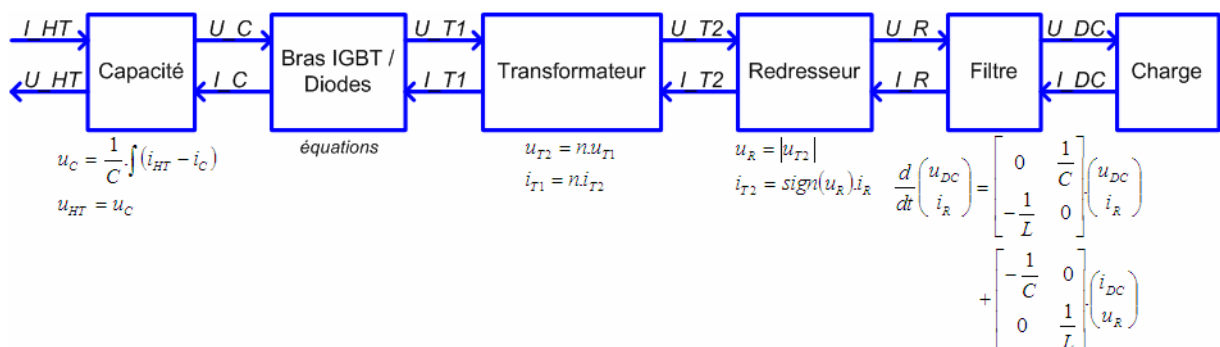 I_HT U_C U_T1 U_T2 U_R U_DC
Capacité
Bras IGBT /
Diodes
Transformateur
Redresseur
Filtre
Charge
U_HT I_C I_T1 I_T2 I_R I_DC
équations
u_C = 1/C . ∫(i_HT − i_C)
u_HT = u_C
u_T2 = n.u_T1
i_T1 = n.i_T2
u_R = |u_T2|
i_T2 = sign(u_R).i_R
d/dt (u_DC i_R) = [0 1/C −1/L 0] . (u_DC i_R)
+ [−1/C 0 0 1/L] . (i_DC u_R)